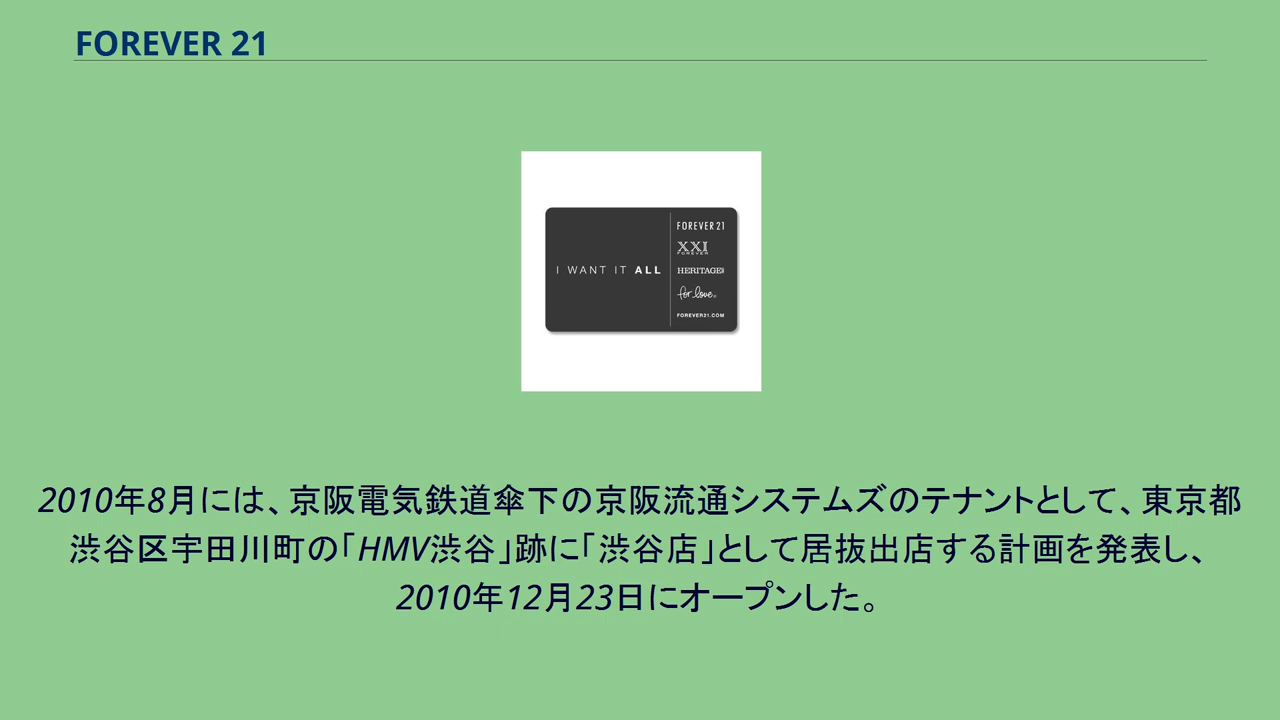 FOREVER 21
I WANT IT ALL
FOREVER 21
XXI
FOREVER
HERITAGE
for love
FOREVER21.COM
2010年8月には、京阪電気鉄道傘下の京阪流通システムズのテナントとして、東京都
渋谷区宇田川町の「HMV渋谷」跡に「渋谷店」として居抜出店する計画を発表し、
2010年12月23日にオープンした。